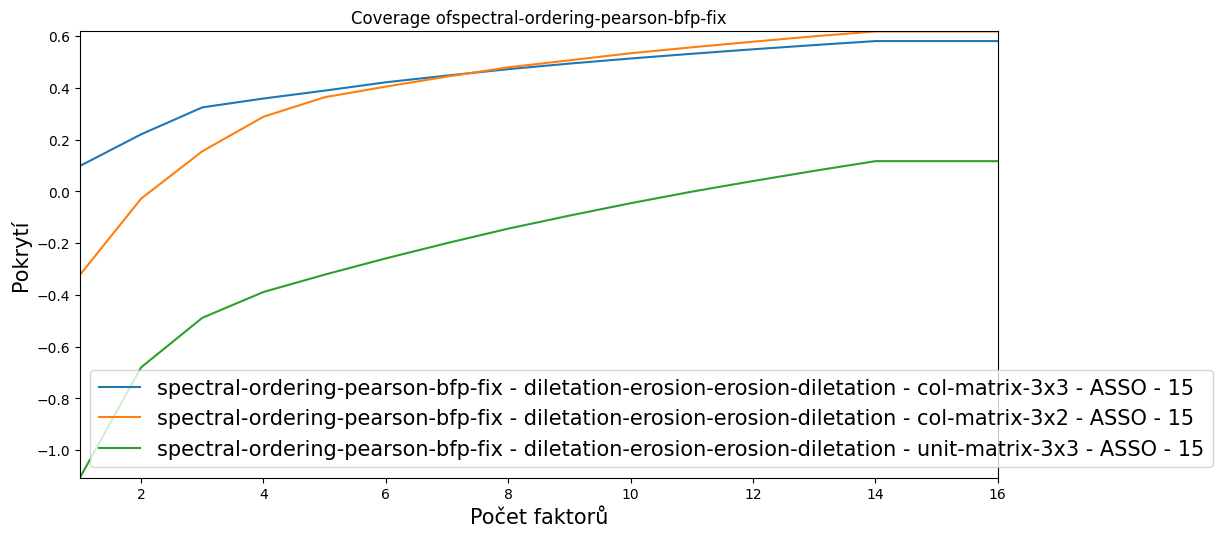 Coverage ofspectral-ordering-pearson-bfp-fix
0.6
0.4
0.2
0.0
−0.2
−0.4
−0.6
−0.8
−1.0
Pokrytí
spectral-ordering-pearson-bfp-fix - diletation-erosion-erosion-diletation - col-matrix-3x3 - ASSO - 15
spectral-ordering-pearson-bfp-fix - diletation-erosion-erosion-diletation - col-matrix-3x2 - ASSO - 15
spectral-ordering-pearson-bfp-fix - diletation-erosion-erosion-diletation - unit-matrix-3x3 - ASSO - 15
2 4 6 8 10 12 14 16
Počet faktorů